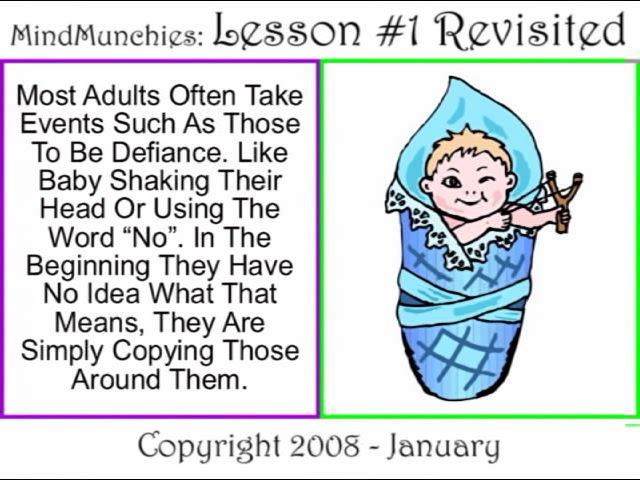 MindMunchies: Lesson #1 Revisited
Most Adults Often Take
Events Such As Those
To Be Defiance. Like
Baby Shaking Their
Head Or Using The
Word “No”. In The
Beginning They Have
No Idea What That
Means, They Are
Simply Copying Those
Around Them.
Copyright 2008 - January